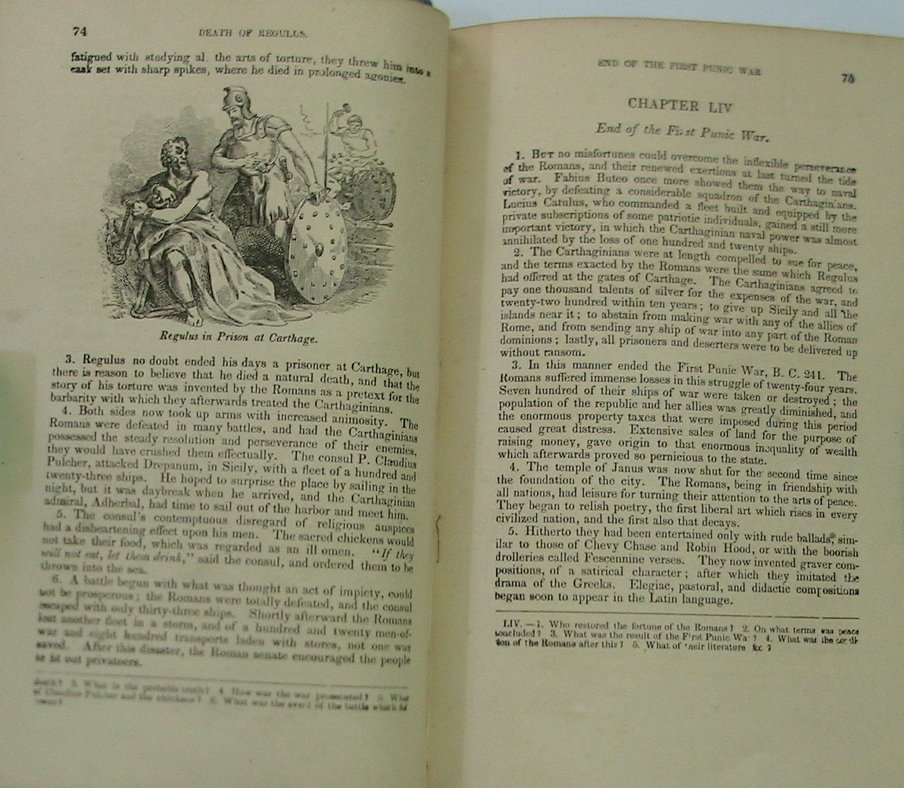 74
DEATH OF REGULUS.
fatigued with studying al the arts of torture, they threw him into a
cask set with sharp spikes, where he died in prolonged agonies.
Regulus in Prison at Carthage.
3. Regulus no doubt ended his days a prisoner at Carthage, but
there is reason to believe that he died a natural death, and that the
story of his torture was invented by the Romans as a pretext for the
barbarity with which they afterwards treated the Carthaginians.
4. Both sides now took up arms with increased animosity. The
Romans were defeated in many battles, and had the Carthaginians
possessed the steady resolution and perseverance of their enemies,
they would have crushed them effectually. The consul P. Claudius
Pulcher, attacked Drepanum, in Sicily, with a fleet of a hundred and
twenty-three ships. He hoped to surprise the place by sailing in the
night, but it was daybreak when he arrived, and the Carthaginian
admiral, Adherbal, had time to sail out of the harbor and meet him.
5. The consul's contemptuous disregard of religious auspices
had a disheartening effect upon his men. The sacred chickens would
not take their food, which was regarded as an ill omen. "If they
will not eat, let them drink," said the consul, and ordered them to be
thrown into the sea.
6. A battle begun with what was thought an act of impiety, could
not be prosperous; the Romans were totally defeated, and the consul
escaped with only thirty-three ships. Shortly afterward the Romans
lost another fleet in a storm, and of a hundred and twenty men-of-
war and eight hundred transports laden with stores, not one was
saved. After this disaster, the Roman senate encouraged the people
to fit out privateers.
death? 3. What is the probable truth? 4. How was the war prosecuted? 5. What
of Claudius Pulcher and the chickens? 6. What was the event of the battle which
END OF THE FIRST PUNIC WAR
75
CHAPTER LIV
End of the First Punic War.
1. BUT no misfortunes could overcome the inflexible perseverance
of the Romans, and their renewed exertions at last turned the tide
of war. Fabius Buteo once more showed them the way to naval
victory, by defeating a considerable squadron of the Carthaginians.
Lucius Catulus, who commanded a fleet built and equipped by the
private subscriptions of some patriotic individuals, gained a still more
important victory, in which the Carthaginian naval power was almost
annihilated by the loss of one hundred and twenty ships.
2. The Carthaginians were at length compelled to sue for peace,
and the terms exacted by the Romans were the same which Regulus
had offered at the gates of Carthage. The Carthaginians agreed to
pay one thousand talents of silver for the expenses of the war, and
twenty-two hundred within ten years; to give up Sicily and all the
islands near it; to abstain from making war with any of the allies of
Rome, and from sending any ship of war into any part of the Roman
dominions; lastly, all prisoners and deserters were to be delivered up
without ransom.
3. In this manner ended the First Punic War, B. C. 241. The
Romans suffered immense losses in this struggle of twenty-four years.
Seven hundred of their ships of war were taken or destroyed; the
population of the republic and her allies was greatly diminished, and
the enormous property taxes that were imposed during this period
caused great distress. Extensive sales of land for the purpose of
raising money, gave origin to that enormous inequality of wealth
which afterwards proved so pernicious to the state.
4. The temple of Janus was now shut for the second time since
the foundation of the city. The Romans, being in friendship with
all nations, had leisure for turning their attention to the arts of peace.
They began to relish poetry, the first liberal art which rises in every
civilized nation, and the first also that decays.
5. Hitherto they had been entertained only with rude ballads, sim-
ilar to those of Chevy Chase and Robin Hood, or with the boorish
drolleries called Fescennine verses. They now invented graver com-
positions, of a satirical character; after which they imitated the
drama of the Greeks. Elegiac, pastoral, and didactic compositions
began soon to appear in the Latin language.
LIV.—1. Who restored the fortune of the Romans? 2. On what terms was peace
concluded? 3. What was the result of the First Punic War? 4. What was the condi-
tion of the Romans after this? 5. What of their literature &c ?